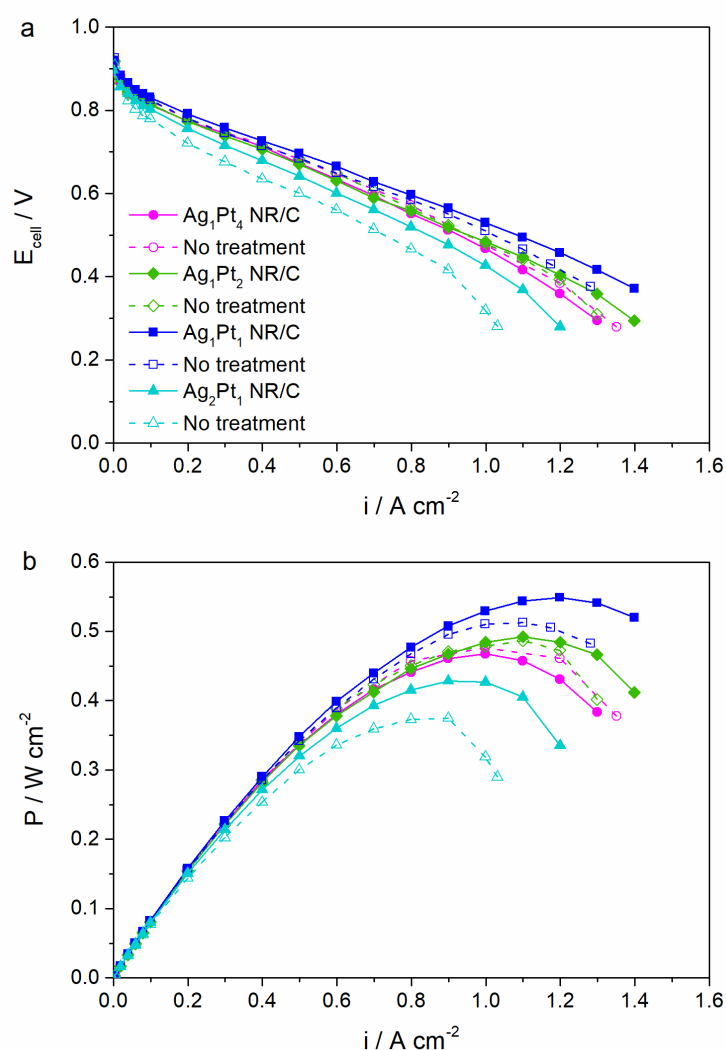 a
1.0
0.8
0.6
0.4
0.2
0.0
E_cell / V
Ag₁Pt₄ NR/C
No treatment
Ag₁Pt₂ NR/C
No treatment
Ag₁Pt₁ NR/C
No treatment
Ag₂Pt₁ NR/C
No treatment
0.0 0.2 0.4 0.6 0.8 1.0 1.2 1.4 1.6
i / A cm⁻²
b
0.6
0.5
0.4
0.3
0.2
0.1
0.0
P / W cm⁻²
0.0 0.2 0.4 0.6 0.8 1.0 1.2 1.4 1.6
i / A cm⁻²